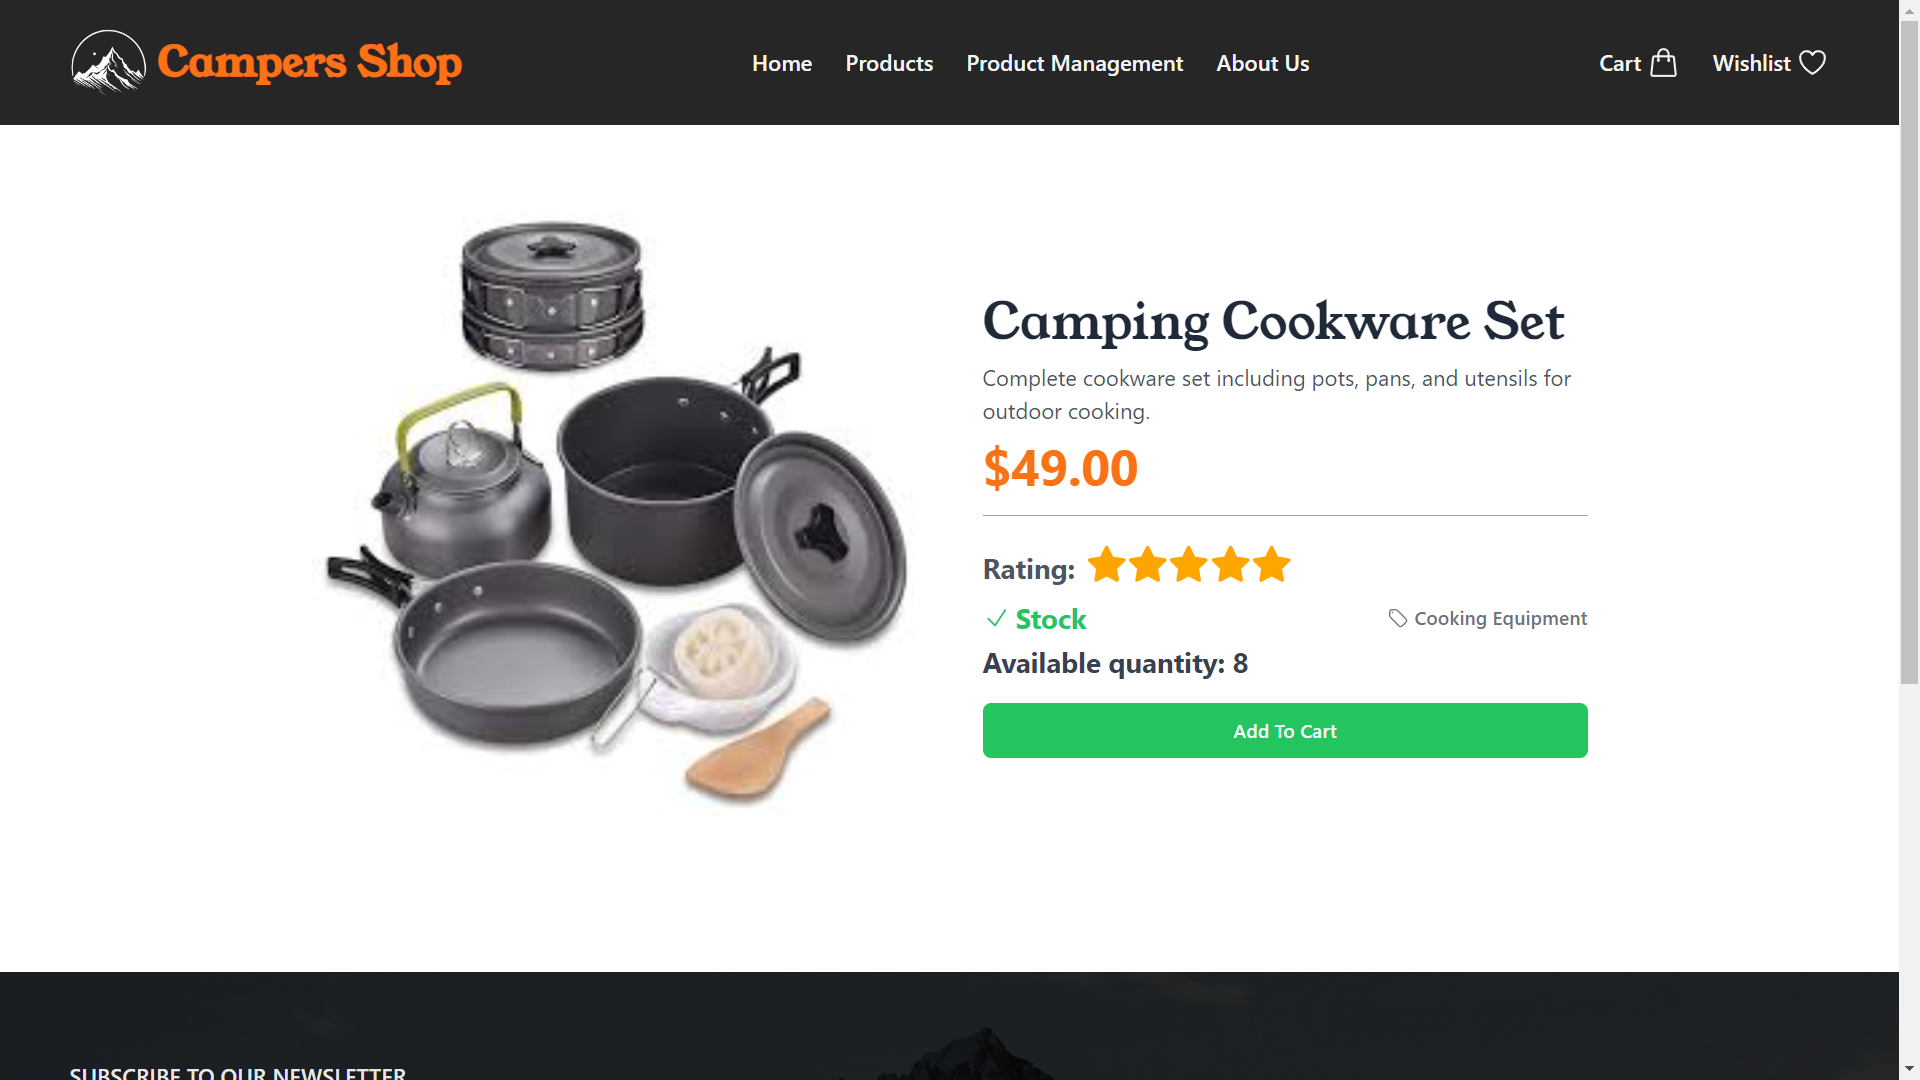 Campers Shop
Home Products Product Management About Us
Cart Wishlist
Camping Cookware Set
Complete cookware set including pots, pans, and utensils for
outdoor cooking.
$49.00
Rating:
Stock
Cooking Equipment
Available quantity: 8
Add To Cart
SUBSCRIBE TO OUR NEWSLETTER